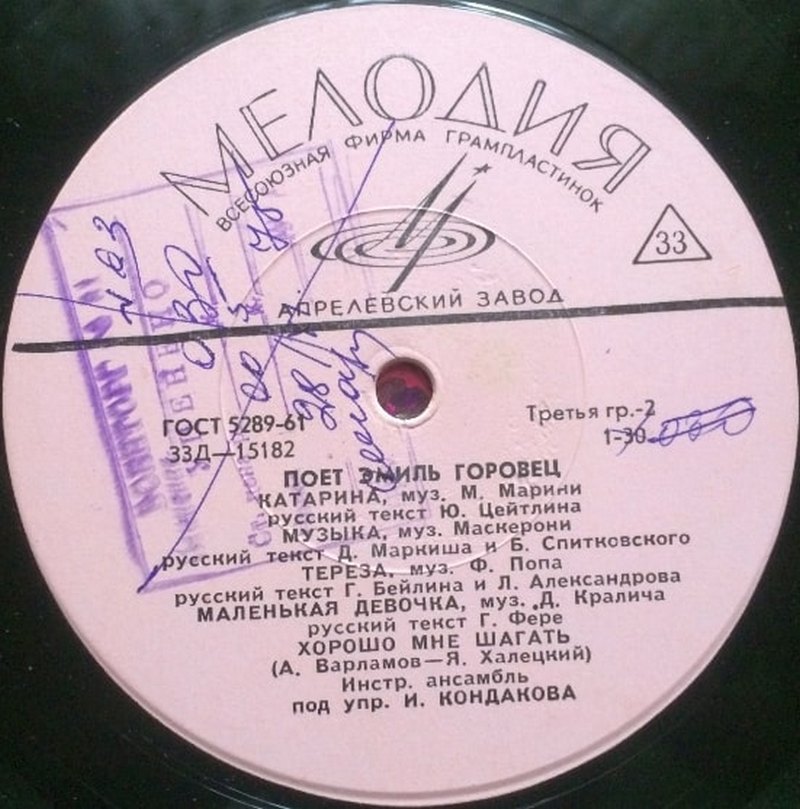 МЕЛОДИЯ
ВСЕСОЮЗНАЯ ФИРМА ГРАМПЛАСТИНОК
33
АПРЕЛЕВСКИЙ ЗАВОД
ГОСТ 5289-61
33Д—15182
Третья гр.-2
1-30
ПОЕТ ЭМИЛЬ ГОРОВЕЦ
КАТАРИНА, муз. М. Марини
русский текст Ю. Цейтлина
МУЗЫКА, муз. Маскерони
русский текст Д. Маркиша и Б. Спитковского
ТЕРЕЗА, муз. Ф. Попа
русский текст Г. Бейлина и Л. Александрова
МАЛЕНЬКАЯ ДЕВОЧКА, муз. Д. Кралича
русский текст Г. Фере
ХОРОШО МНЕ ШАГАТЬ
(А. Варламов—Я. Халецкий)
Инстр. ансамбль
под упр. И. КОНДАКОВА